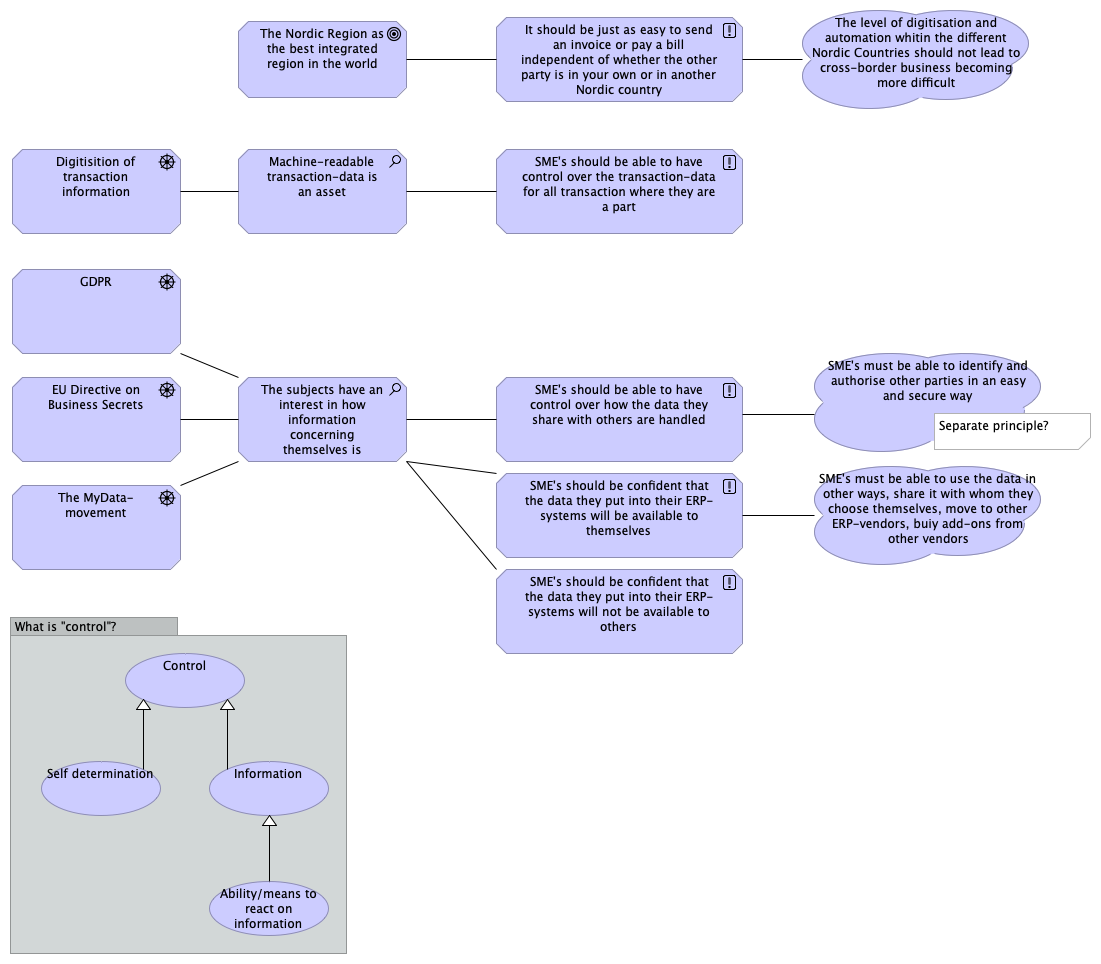 The Nordic Region as
the best integrated
region in the world
It should be just as easy to send
an invoice or pay a bill
independent of whether the other
party is in your own or in another
Nordic country
The level of digitisation and
automation whitin the different
Nordic Countries should not lead to
cross-border business becoming
more difficult
Digitisition of
transaction
information
Machine-readable
transaction-data is
an asset
SME's should be able to have
control over the transaction-data
for all transaction where they are
a part
GDPR
EU Directive on
Business Secrets
The MyData-
movement
The subjects have an
interest in how
information
concerning
themselves is
SME's should be able to have
control over how the data they
share with others are handled
SME's must be able to identify and
authorise other parties in an easy
and secure way
Separate principle?
SME's should be confident that
the data they put into their ERP-
systems will be available to
themselves
SME's must be able to use the data in
other ways, share it with whom they
choose themselves, move to other
ERP-vendors, buiy add-ons from
other vendors
SME's should be confident that
the data they put into their ERP-
systems will not be available to
others
What is "control"?
Control
Self determination
Information
Ability/means to
react on
information